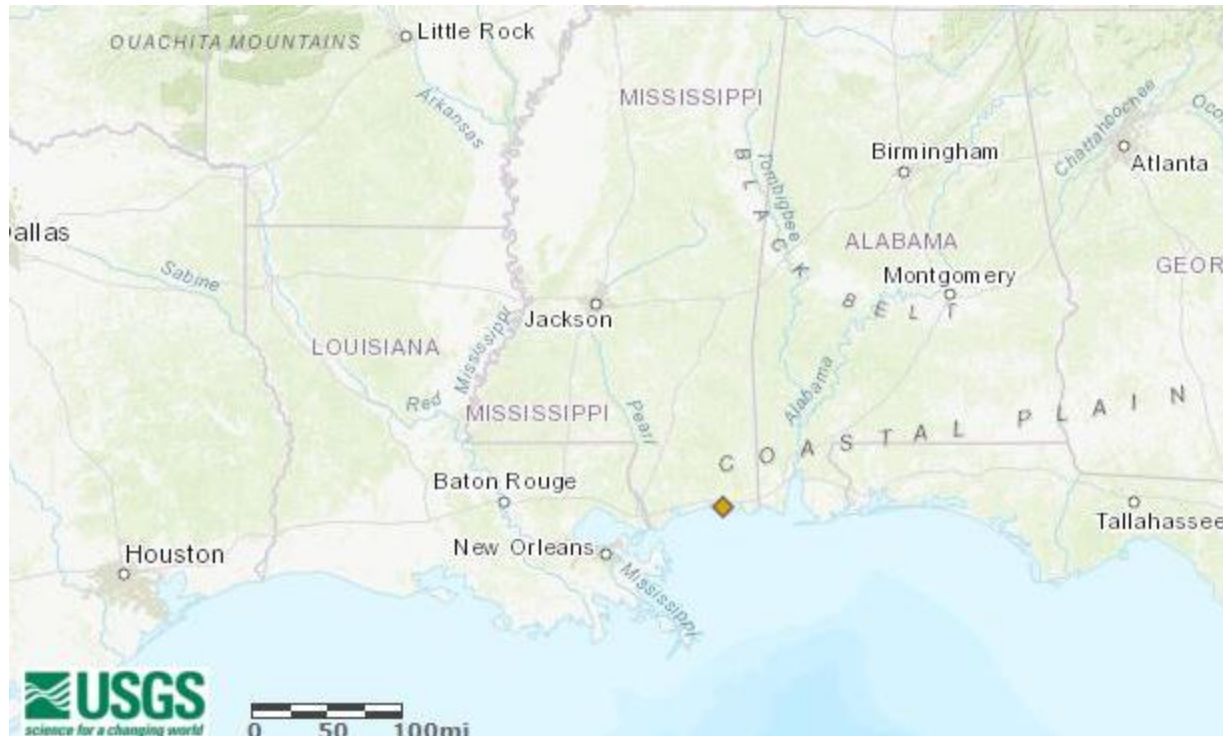 OUACHITA MOUNTAINS
Little Rock
Arkansas
MISSISSIPPI
Tombigbee
BLACK BELT
Birmingham
Chattahoochee
Atlanta
allas
Sabine
ALABAMA
Montgomery
GEOR
Jackson
LOUISIANA
Mississippi
Red
MISSISSIPPI
Pearl
Alabama
COASTAL PLAIN
Baton Rouge
Tallahassee
New Orleans
Houston
Mississippi
USGS
science for a changing world
0 50 100mi